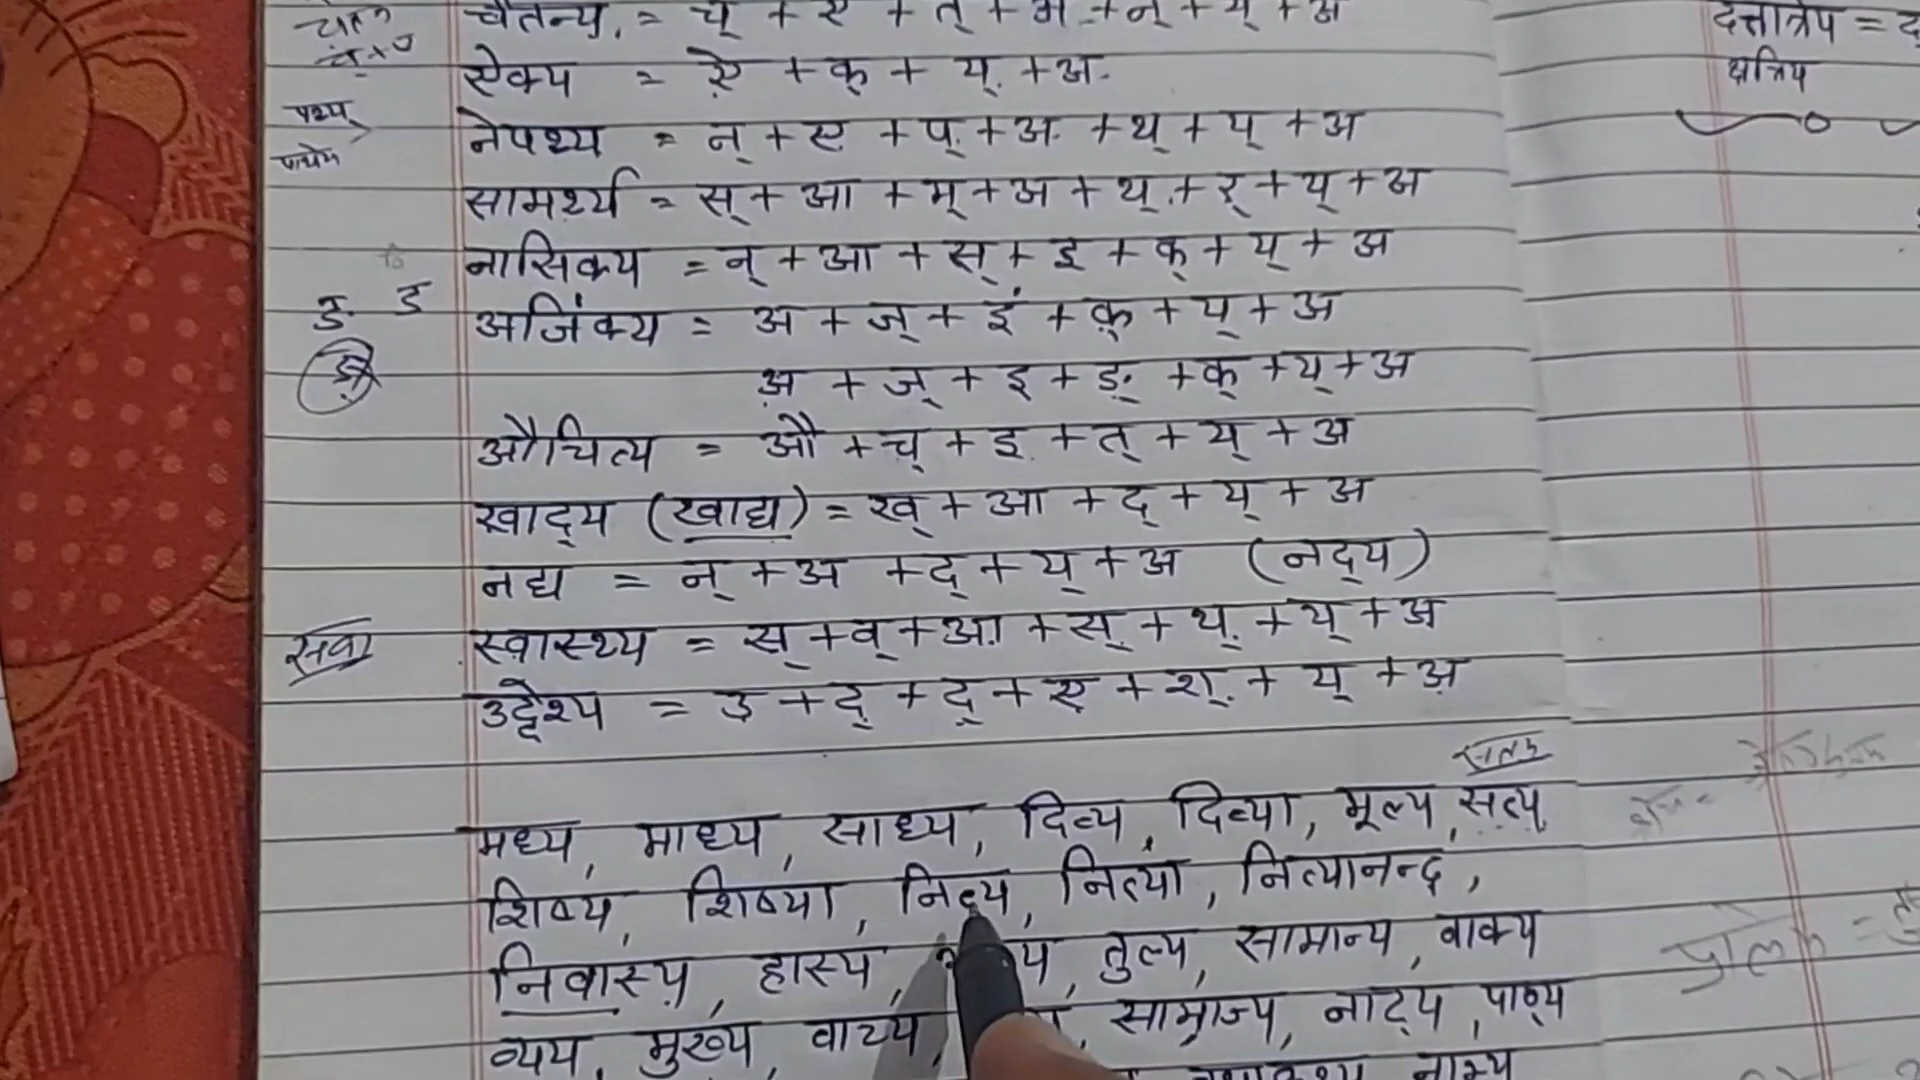 चैतन्य = च् + ऐ + त् + अ + न् + य् + अ
ऐक्य = ऐ + क् + य् + अ
नेपथ्य = न् + ए + प् + अ + थ् + य् + अ
सामर्थ्य = स् + आ + म् + अ + थ् + र् + य् + अ
नासिक्य = न् + आ + स् + इ + क् + य् + अ
अजिंक्य = अ + ज् + इं + क् + य् + अ
अ + ज् + इ + ङ् + क् + य् + अ
औचित्य = औ + च् + इ + त् + य् + अ
खाद्‌य (खाद्य) = ख् + आ + द् + य् + अ
नद्य = न् + अ + द् + य् + अ (नद्‌य)
स्वास्थ्य = स् + व् + आ + स् + थ् + य् + अ
उद्देश्य = उ + द् + द् + ए + श् + य् + अ
मध्य, माध्य, साध्य, दिव्य, दिव्या, मूल्य, सत्य
शिष्य, शिष्या, नित्य, नित्या, नित्यानन्द,
निवास्य, हास्य, तुल्य, सामान्य, वाक्य
व्यय, मुख्य, वाच्य, साम्राज्य, नाट्य, पाठ्य
दत्तात्रेय =
क्षत्रिय